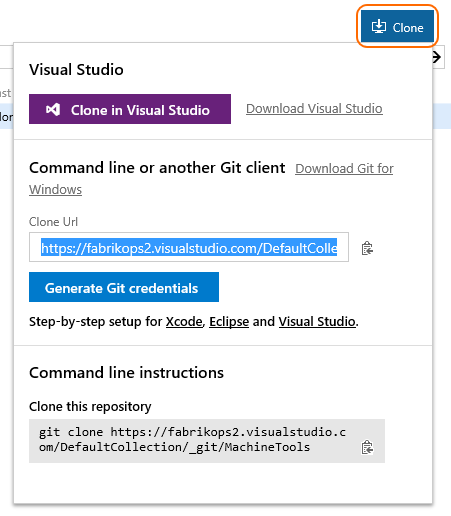 Clone
Visual Studio
Clone in Visual Studio Download Visual Studio
Command line or another Git client Download Git for
Windows
Clone Url
https://fabrikops2.visualstudio.com/DefaultColle
Generate Git credentials
Step-by-step setup for Xcode, Eclipse and Visual Studio.
Command line instructions
Clone this repository
git clone https://fabrikops2.visualstudio.c
om/DefaultCollection/_git/MachineTools